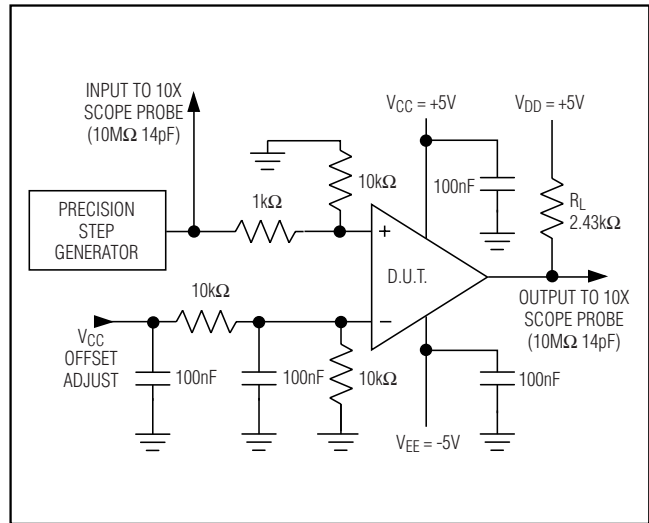 INPUT TO 10X
SCOPE PROBE
(10MΩ 14pF)
VCC = +5V
VDD = +5V
10kΩ
100nF
1kΩ
RL
2.43kΩ
PRECISION
STEP
GENERATOR
+
D.U.T.
10kΩ
OUTPUT TO 10X
SCOPE PROBE
(10MΩ 14pF)
−
VCC
OFFSET
ADJUST
100nF
100nF
10kΩ
100nF
VEE = -5V